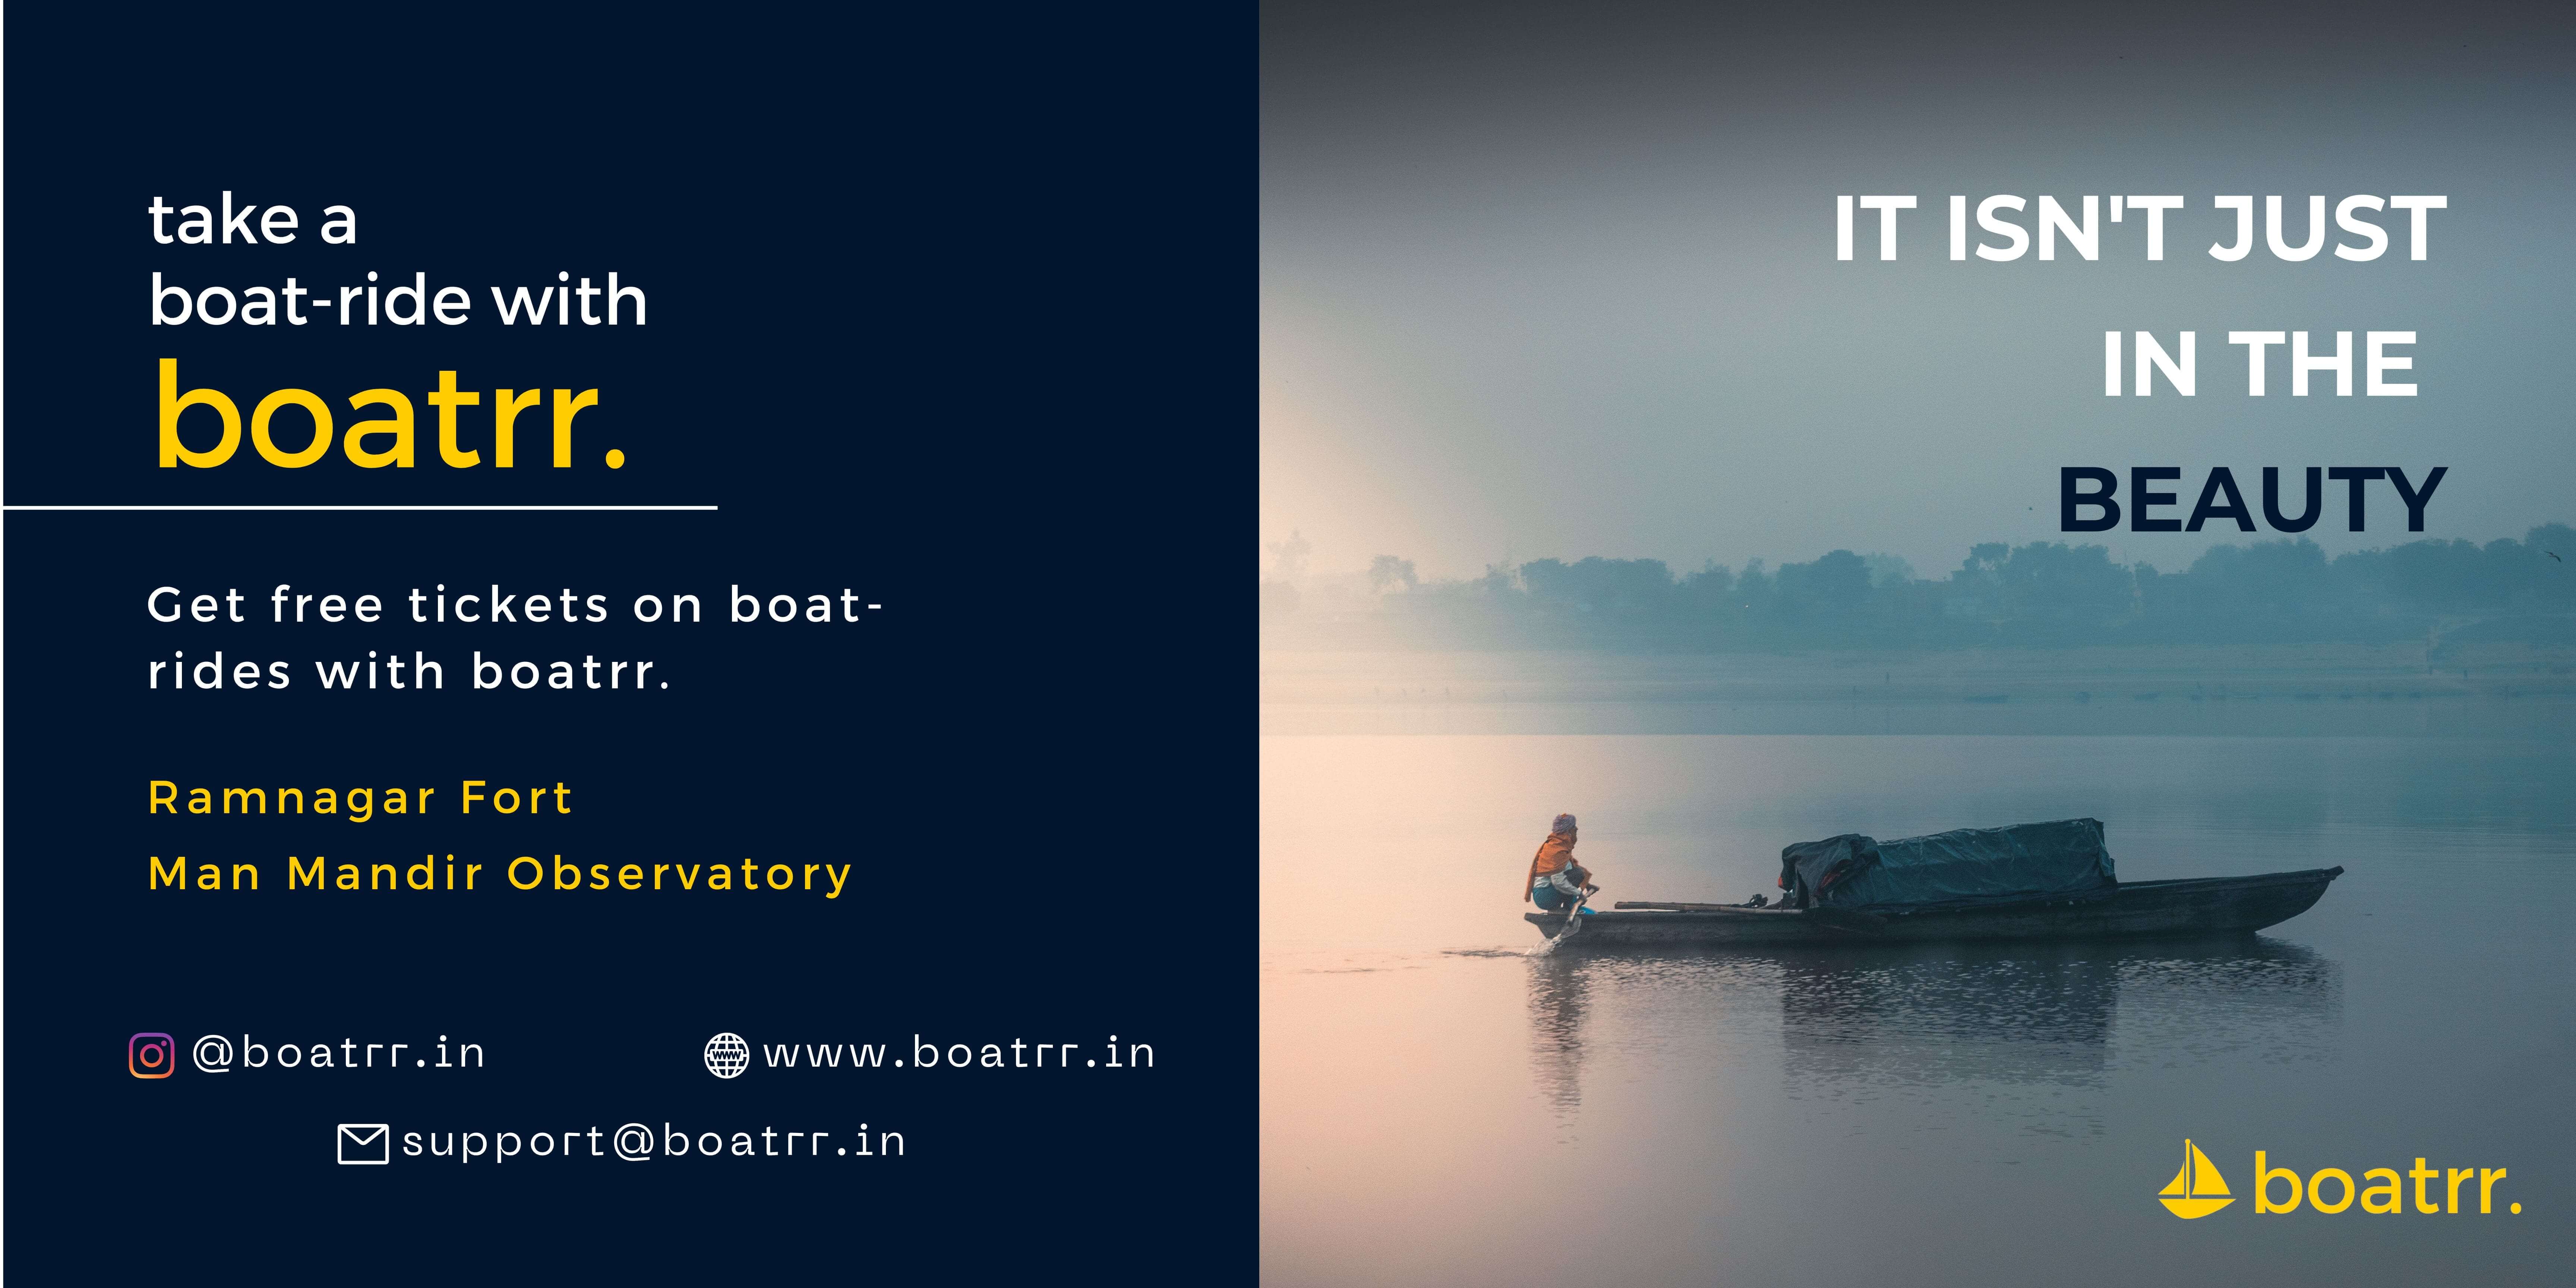 take a
boat-ride with
boatrr.
Get free tickets on boat-
rides with boatrr.
Ramnagar Fort
Man Mandir Observatory
@boatrr.in
www www.boatrr.in
support@boatrr.in
IT ISN'T JUST
IN THE
BEAUTY
boatrr.